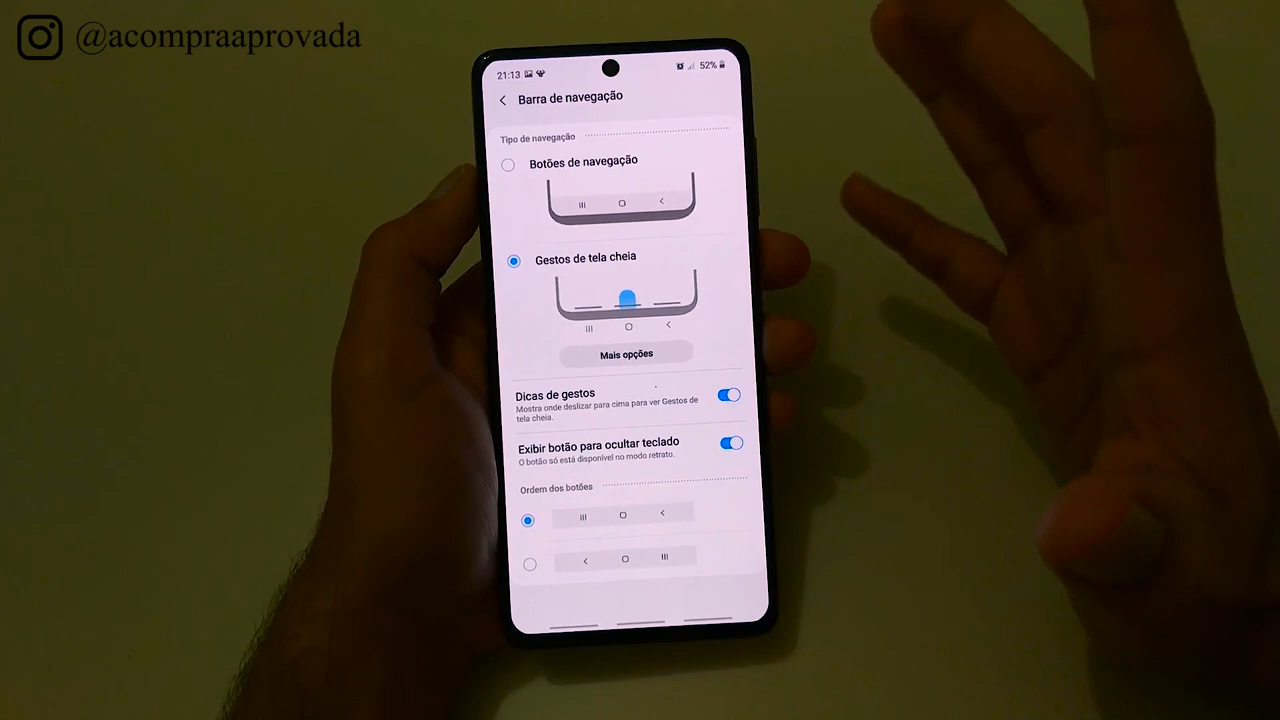 @acompraaprovada
21:13
52%
Barra de navegação
Tipo de navegação
Botões de navegação
Gestos de tela cheia
Mais opções
Dicas de gestos
Mostra onde deslizar para cima para ver Gestos de
tela cheia.
Exibir botão para ocultar teclado
O botão só está disponível no modo retrato.
Ordem dos botões